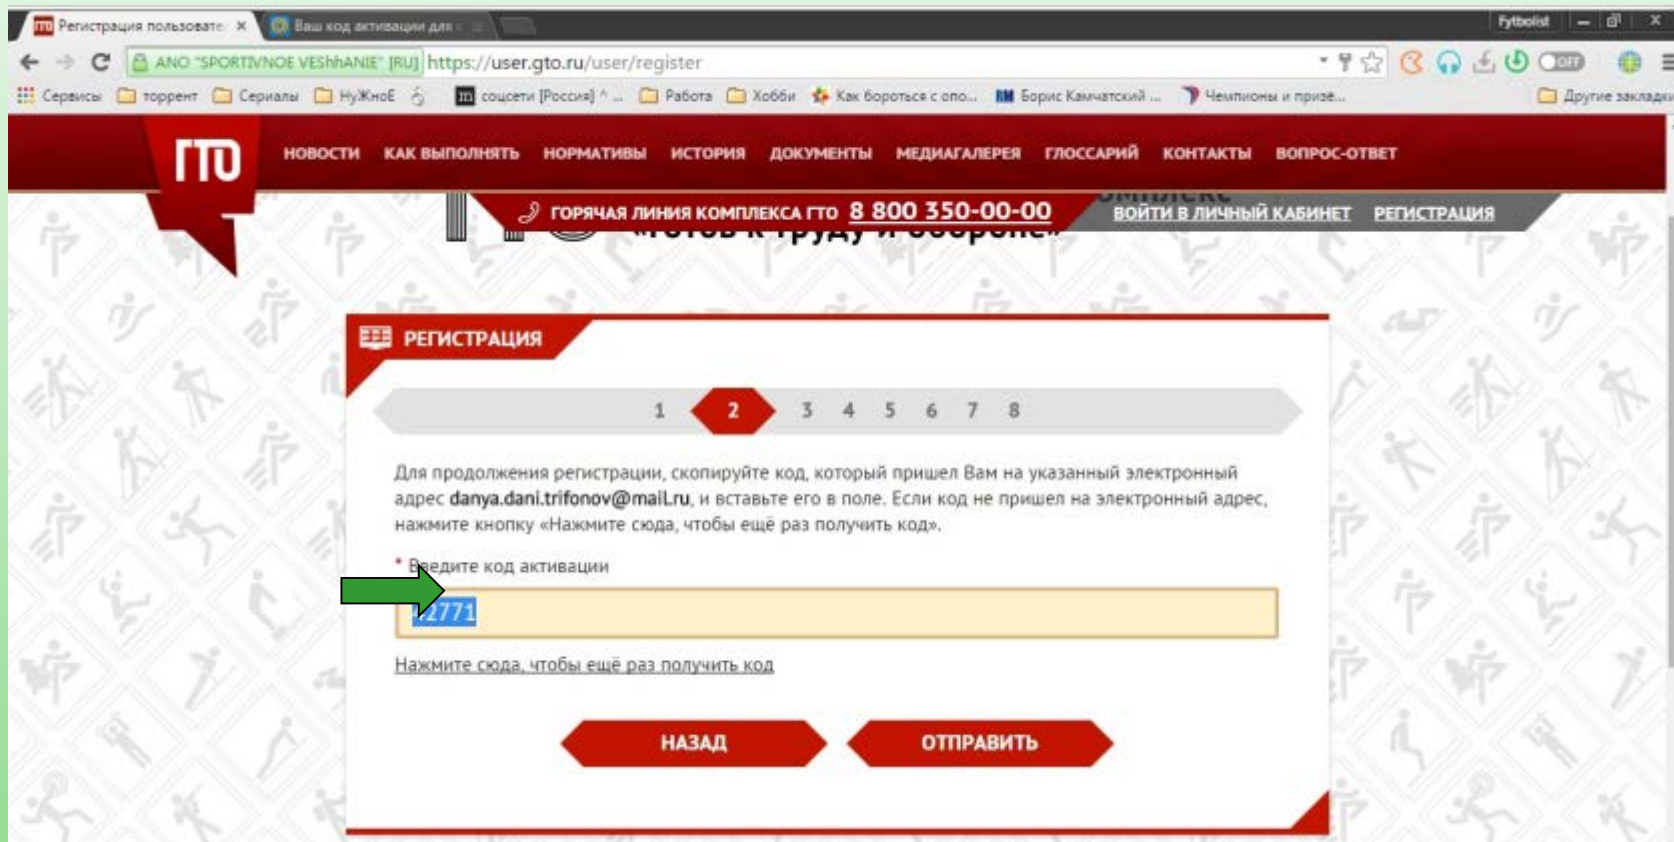 Регистрация пользовате
Ваш код активации для
Fytbolist
ANO "SPORTIVNOE VEShhANIE" [RU] https://user.gto.ru/user/register
OFF
Сервисы торрент Сериалы НуЖноЕ соцсети [Россия] ^ ... Работа Хобби Как бороться с опо... Борис Камчатский ... Чемпионы и призе... Другие закладки
ГТО НОВОСТИ КАК ВЫПОЛНЯТЬ НОРМАТИВЫ ИСТОРИЯ ДОКУМЕНТЫ МЕДИАГАЛЕРЕЯ ГЛОССАРИЙ КОНТАКТЫ ВОПРОС-ОТВЕТ
ГОРЯЧАЯ ЛИНИЯ КОМПЛЕКСА ГТО 8 800 350-00-00 ВОЙТИ В ЛИЧНЫЙ КАБИНЕТ РЕГИСТРАЦИЯ
«Готов к труду и обороне»
РЕГИСТРАЦИЯ
1 2 3 4 5 6 7 8
Для продолжения регистрации, скопируйте код, который пришел Вам на указанный электронный
адрес danya.dani.trifonov@mail.ru, и вставьте его в поле. Если код не пришел на электронный адрес,
нажмите кнопку «Нажмите сюда, чтобы ещё раз получить код».
* Введите код активации
42771
Нажмите сюда, чтобы ещё раз получить код
НАЗАД ОТПРАВИТЬ